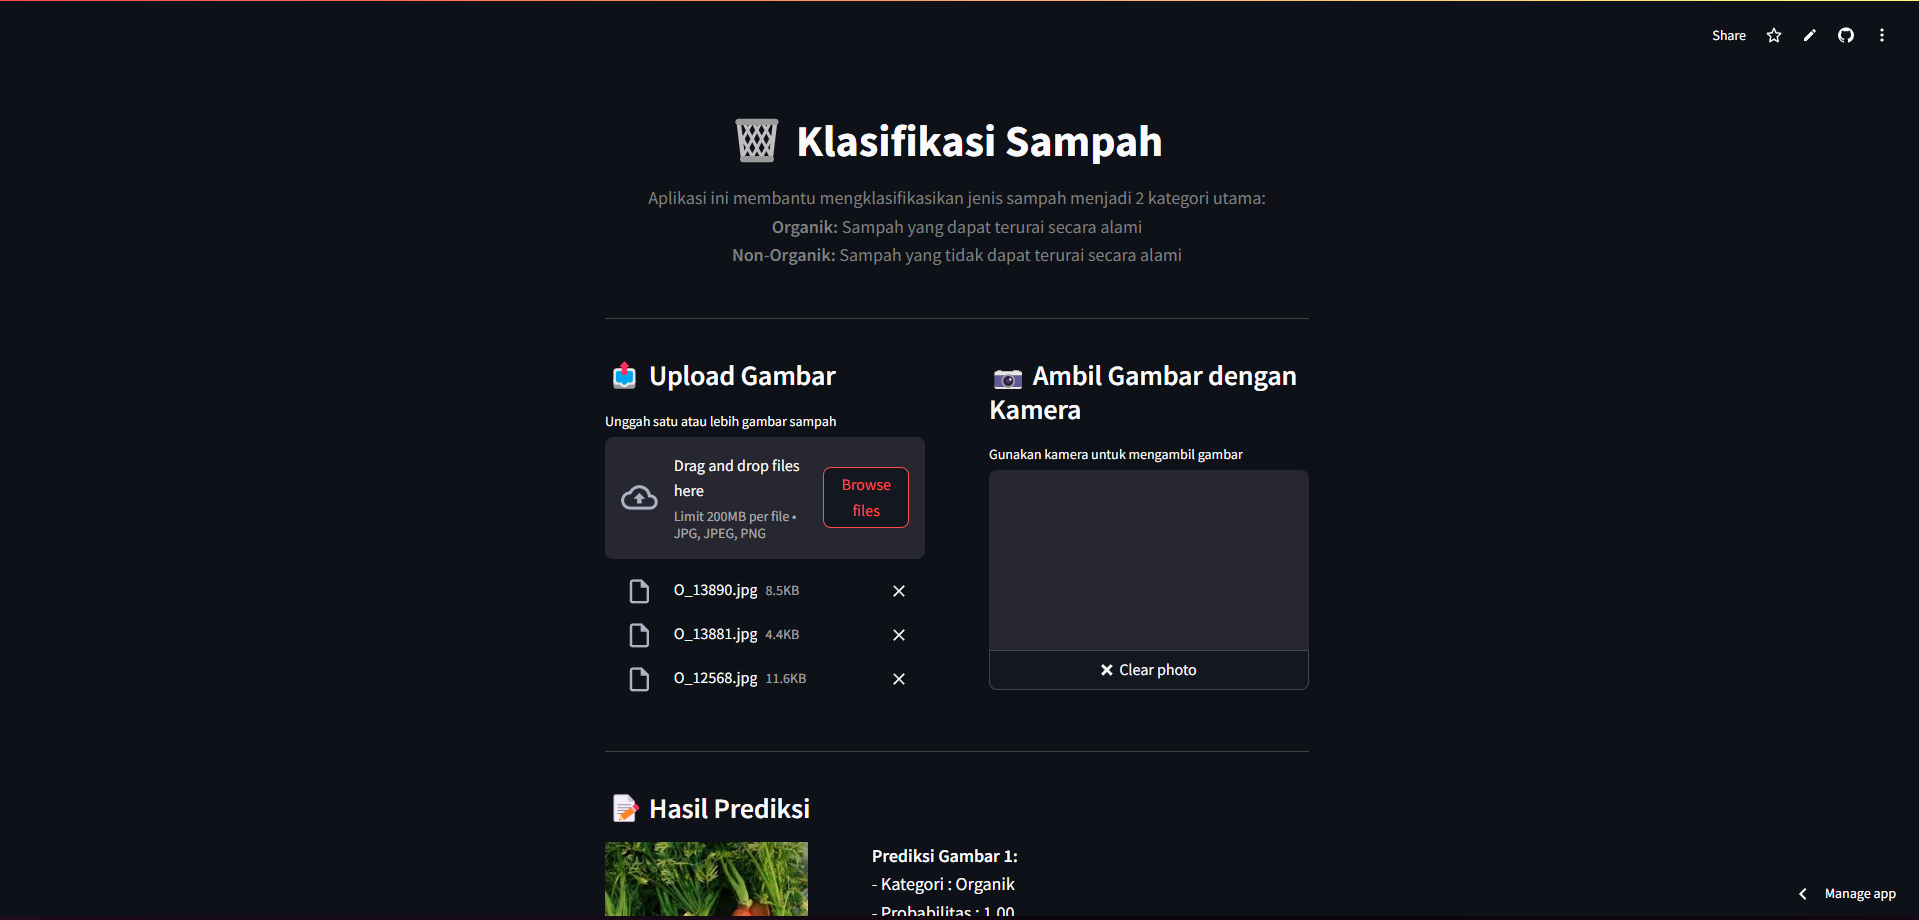 Share
Klasifikasi Sampah
Aplikasi ini membantu mengklasifikasikan jenis sampah menjadi 2 kategori utama:
Organik: Sampah yang dapat terurai secara alami
Non-Organik: Sampah yang tidak dapat terurai secara alami
Upload Gambar
Unggah satu atau lebih gambar sampah
Drag and drop files
here
Limit 200MB per file •
JPG, JPEG, PNG
Browse
files
O_13890.jpg 8.5KB
O_13881.jpg 4.4KB
O_12568.jpg 11.6KB
Ambil Gambar dengan
Kamera
Gunakan kamera untuk mengambil gambar
Clear photo
Hasil Prediksi
Prediksi Gambar 1:
- Kategori : Organik
- Probabilitas : 1.00
Manage app